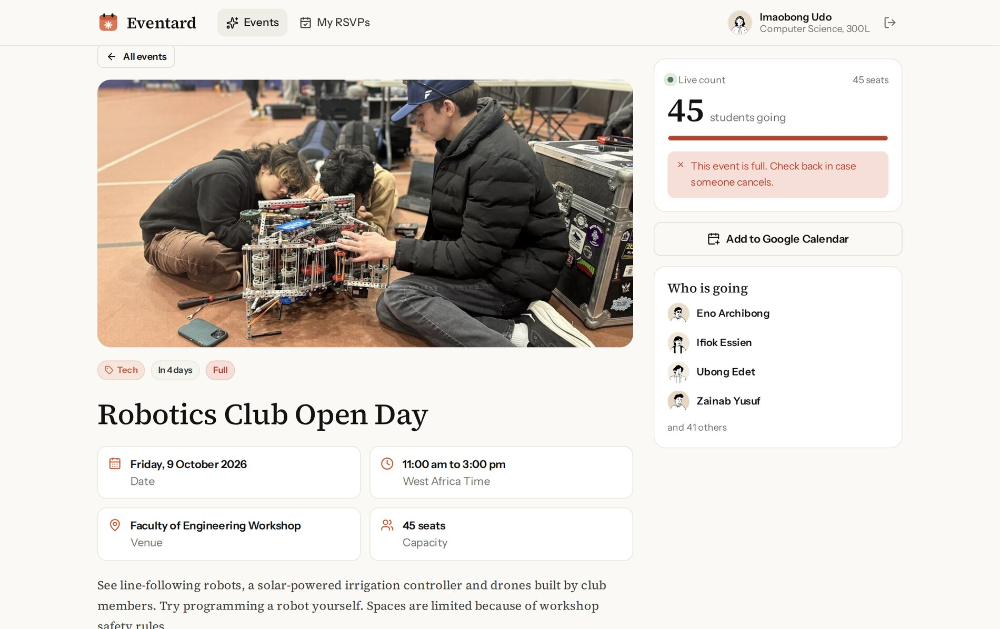 Eventard
Events
My RSVPs
Imaobong Udo
Computer Science, 300L
All events
Tech
In 4 days
Full
Robotics Club Open Day
Friday, 9 October 2026
Date
11:00 am to 3:00 pm
West Africa Time
Faculty of Engineering Workshop
Venue
45 seats
Capacity
See line-following robots, a solar-powered irrigation controller and drones built by club
members. Try programming a robot yourself. Spaces are limited because of workshop
safety rules.
Live count
45 seats
45 students going
This event is full. Check back in case
someone cancels.
Add to Google Calendar
Who is going
Eno Archibong
Ifiok Essien
Ubong Edet
Zainab Yusuf
and 41 others